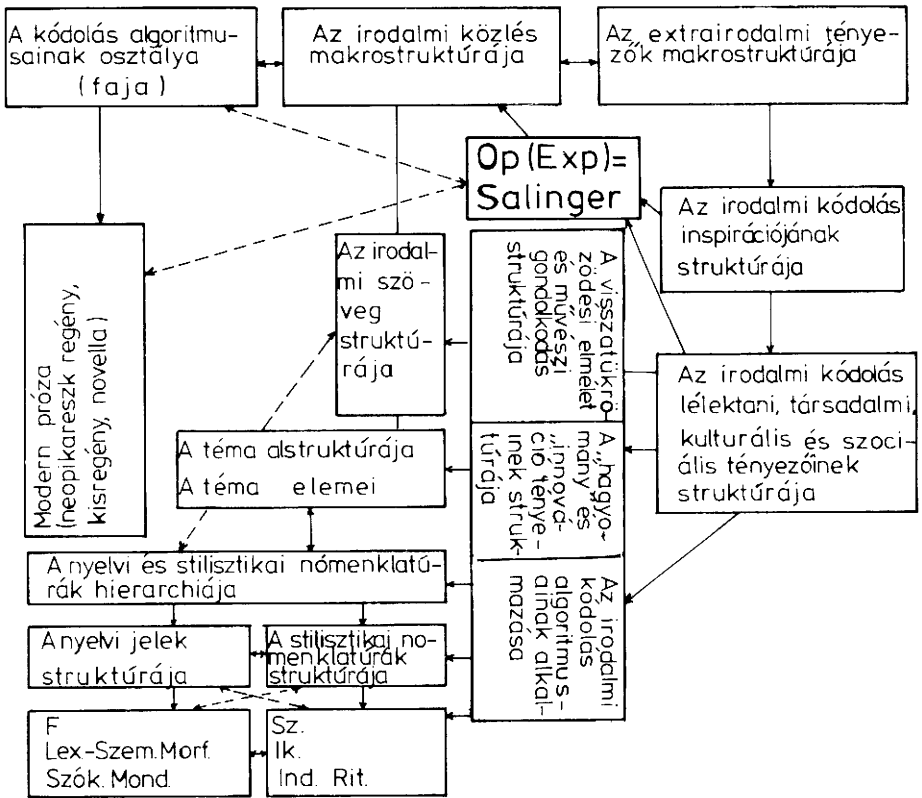 A kódolás algoritmu-
sainak osztálya
(faja)
Az irodalmi közlés
makrostruktúrája
Az extrairodalmi ténye-
zők makrostruktúrája
Op (Exp)=
Salinger
Az irodalmi kódolás
inspirációjának
struktúrája
Modern próza
(neopikareszk regény,
kisregény, novella)
Az irodal-
mi szö-
veg
struktú-
rája
A visszatükrö-
ződési elmélet
és művészi
gondolkodás
struktúrája
Az irodalmi kódolás
lélektani, társadalmi,
kulturális és szoci-
ális tényezőinek
struktúrája
A téma alstruktúrája
A téma elemei
A „hagyo-
mány és
„innová-
ció ténye-
inek struk-
túrája
A nyelvi és stilisztikai nómenklatú-
rák hierarchiája
Az irodalmi
kódolás
algoritmus-
ainak alkal-
mazása
A nyelvi jelek
struktúrája
A stilisztikai no-
menklatúrák
struktúrája
F
Lex.-Szem.Morf.
Szók. Mond.
Sz.
Ik.
Ind. Rit.